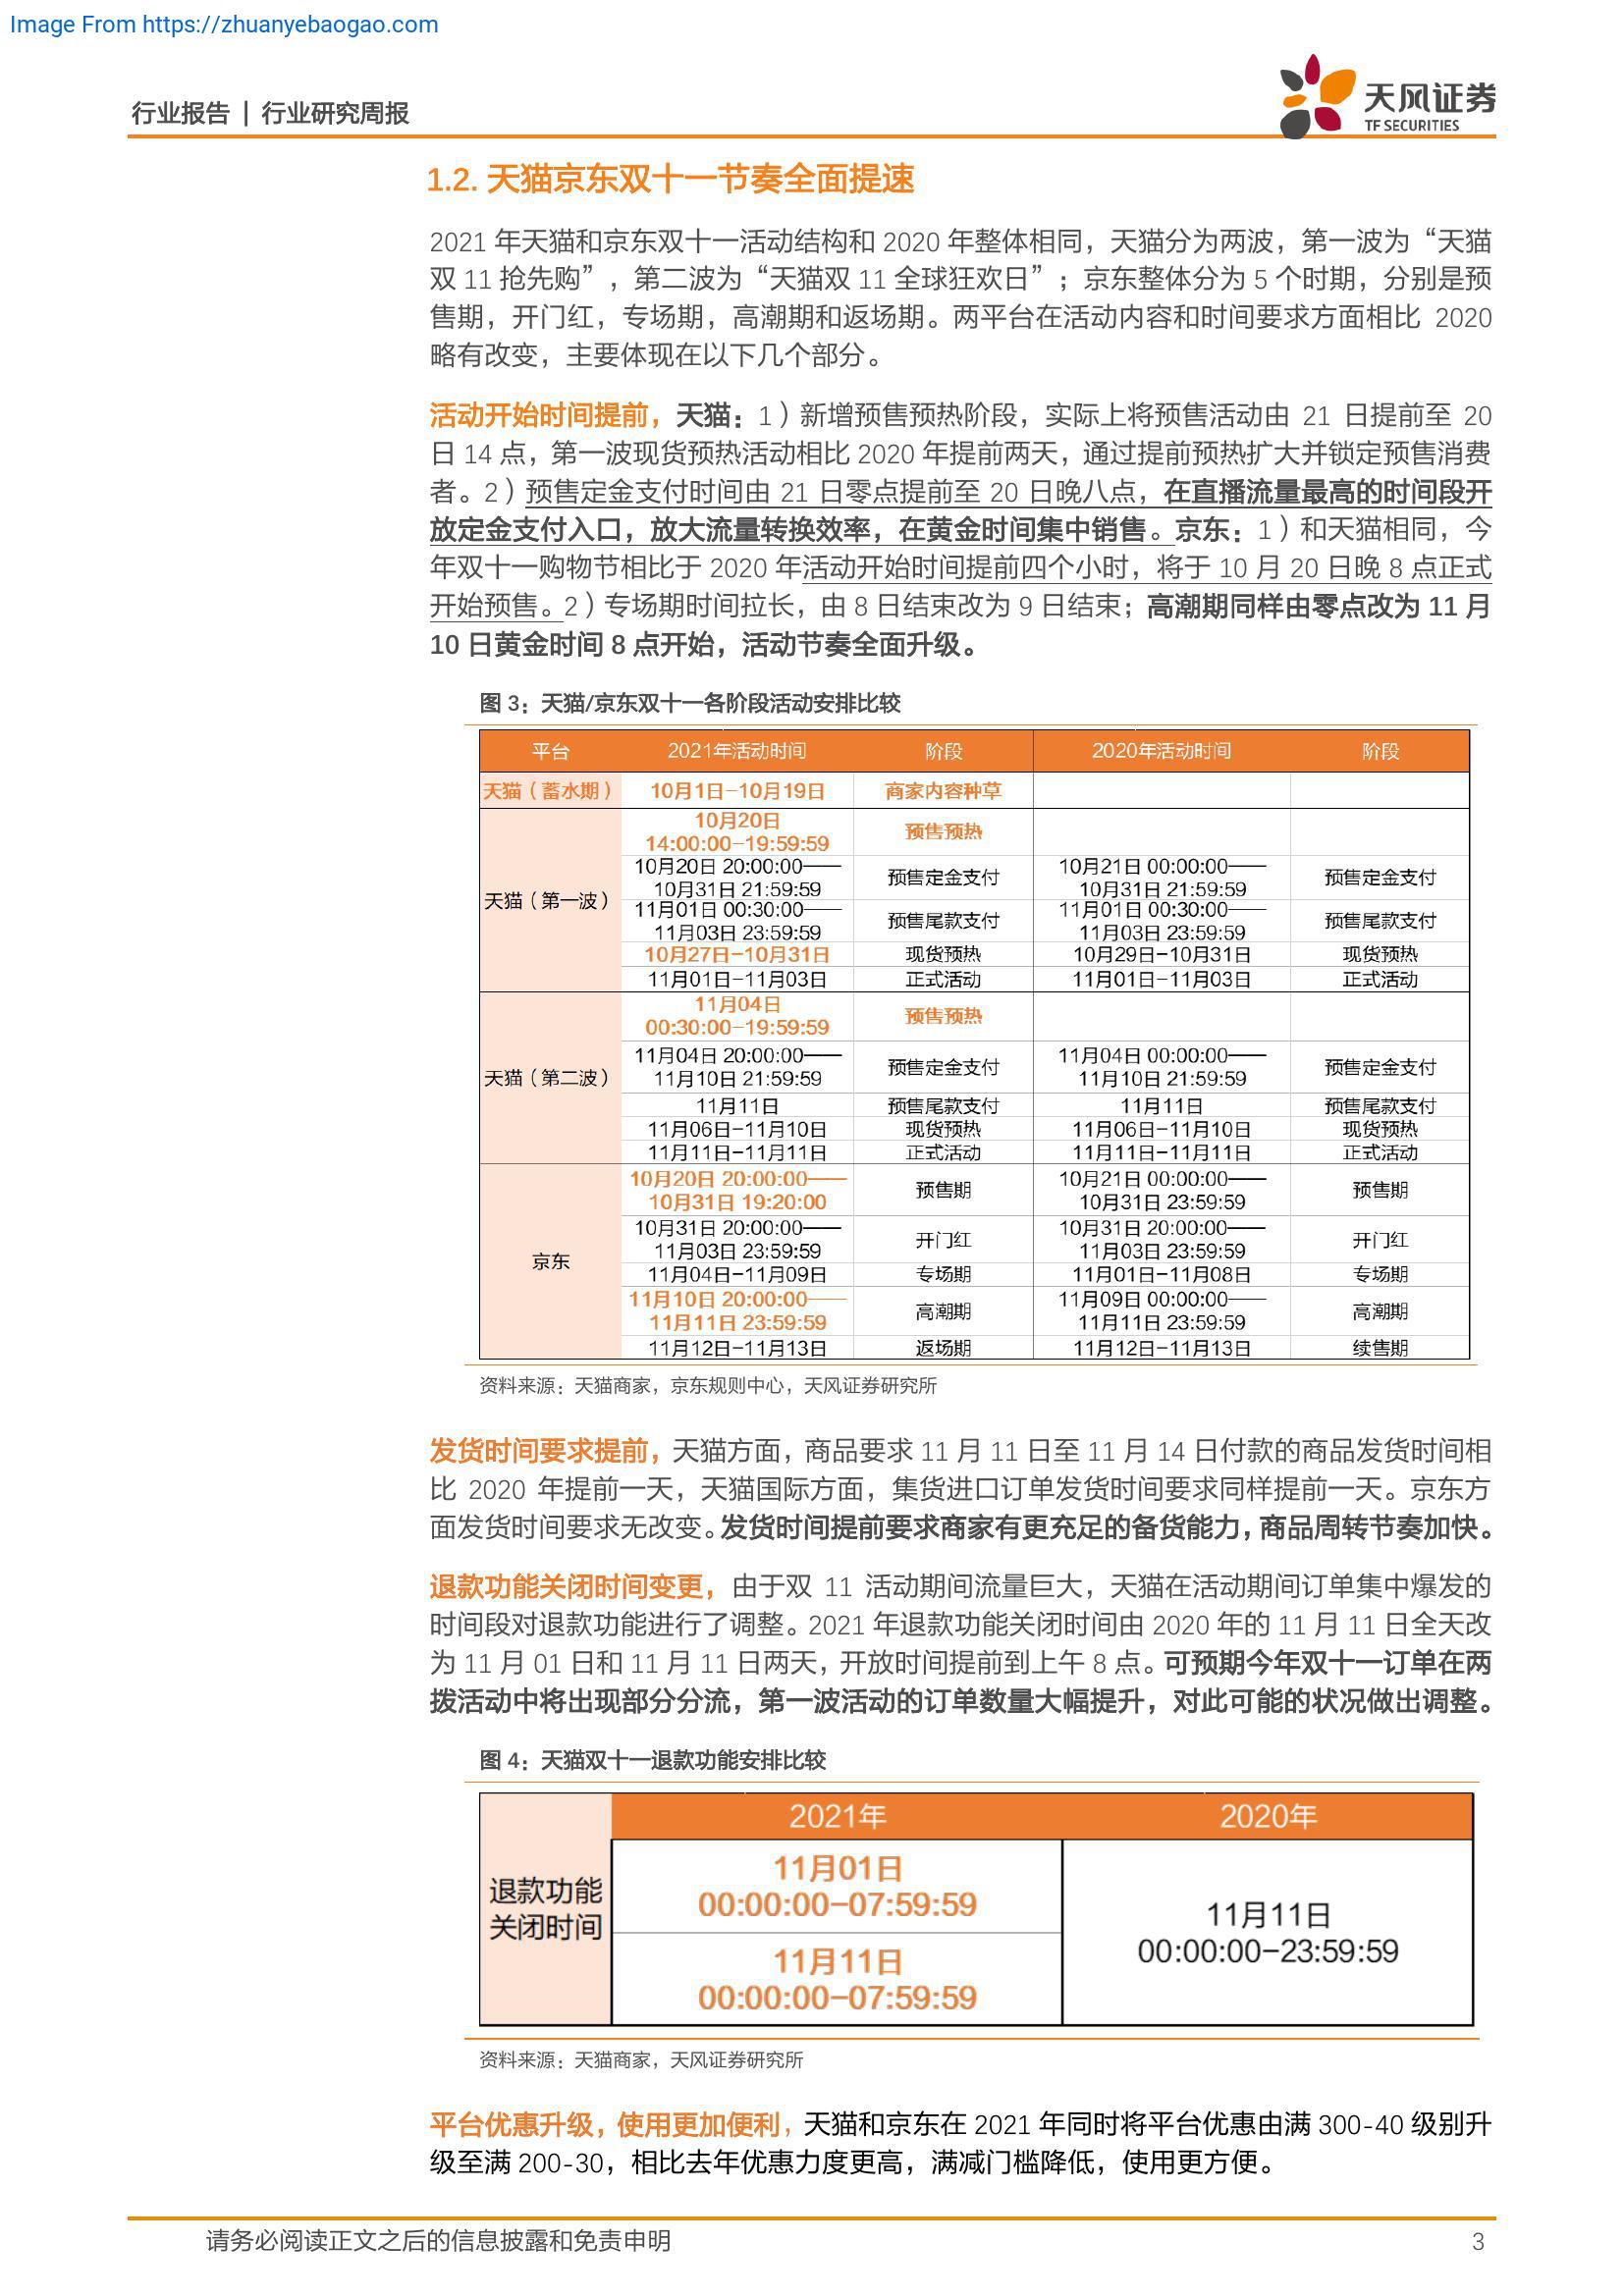 Image From https://zhuanyebaogao.com
行业报告 | 行业研究周报
天风证券
TF SECURITIES
1.2. 天猫京东双十一节奏全面提速
2021 年天猫和京东双十一活动结构和 2020 年整体相同，天猫分为两波，第一波为“天猫
双 11 抢先购”，第二波为“天猫双 11 全球狂欢日”；京东整体分为 5 个时期，分别是预
售期，开门红，专场期，高潮期和返场期。两平台在活动内容和时间要求方面相比 2020
略有改变，主要体现在以下几个部分。
活动开始时间提前，天猫：1）新增预售预热阶段，实际上将预售活动由 21 日提前至 20
日 14 点，第一波现货预热活动相比 2020 年提前两天，通过提前预热扩大并锁定预售消费
者。2）预售定金支付时间由 21 日零点提前至 20 日晚八点，在直播流量最高的时间段开
放定金支付入口，放大流量转换效率，在黄金时间集中销售。京东：1）和天猫相同，今
年双十一购物节相比于 2020 年活动开始时间提前四个小时，将于 10 月 20 日晚 8 点正式
开始预售。2）专场期时间拉长，由 8 日结束改为 9 日结束；高潮期同样由零点改为 11 月
10 日黄金时间 8 点开始，活动节奏全面升级。
图 3：天猫/京东双十一各阶段活动安排比较
平台 2021年活动时间 阶段 2020年活动时间 阶段
天猫（蓄水期） 10月1日-10月19日 商家内容种草
天猫（第一波）
10月20日
14:00:00-19:59:59 预售预热
10月20日 20:00:00——
10月31日 21:59:59 预售定金支付 10月21日 00:00:00——
10月31日 21:59:59 预售定金支付
11月01日 00:30:00——
11月03日 23:59:59 预售尾款支付 11月01日 00:30:00——
11月03日 23:59:59 预售尾款支付
10月27日-10月31日 现货预热 10月29日-10月31日 现货预热
11月01日-11月03日 正式活动 11月01日-11月03日 正式活动
天猫（第二波）
11月04日
00:30:00-19:59:59 预售预热
11月04日 20:00:00——
11月10日 21:59:59 预售定金支付 11月04日 00:00:00——
11月10日 21:59:59 预售定金支付
11月11日 预售尾款支付 11月11日 预售尾款支付
11月06日-11月10日 现货预热 11月06日-11月10日 现货预热
11月11日-11月11日 正式活动 11月11日-11月11日 正式活动
京东
10月20日 20:00:00——
10月31日 19:20:00 预售期 10月21日 00:00:00——
10月31日 23:59:59 预售期
10月31日 20:00:00——
11月03日 23:59:59 开门红 10月31日 20:00:00——
11月03日 23:59:59 开门红
11月04日-11月09日 专场期 11月01日-11月08日 专场期
11月10日 20:00:00——
11月11日 23:59:59 高潮期 11月09日 00:00:00——
11月11日 23:59:59 高潮期
11月12日-11月13日 返场期 11月12日-11月13日 续售期
资料来源：天猫商家，京东规则中心，天风证券研究所
发货时间要求提前，天猫方面，商品要求 11 月 11 日至 11 月 14 日付款的商品发货时间相
比 2020 年提前一天，天猫国际方面，集货进口订单发货时间要求同样提前一天。京东方
面发货时间要求无改变。发货时间提前要求商家有更充足的备货能力，商品周转节奏加快。
退款功能关闭时间变更，由于双 11 活动期间流量巨大，天猫在活动期间订单集中爆发的
时间段对退款功能进行了调整。2021 年退款功能关闭时间由 2020 年的 11 月 11 日全天改
为 11 月 01 日和 11 月 11 日两天，开放时间提前到上午 8 点。可预期今年双十一订单在两
拨活动中将出现部分分流，第一波活动的订单数量大幅提升，对此可能的状况做出调整。
图 4：天猫双十一退款功能安排比较
2021年 2020年
退款功能
关闭时间
11月01日
00:00:00-07:59:59
11月11日
00:00:00-07:59:59
11月11日
00:00:00-23:59:59
资料来源：天猫商家，天风证券研究所
平台优惠升级，使用更加便利，天猫和京东在 2021 年同时将平台优惠由满 300-40 级别升
级至满 200-30，相比去年优惠力度更高，满减门槛降低，使用更方便。
请务必阅读正文之后的信息披露和免责申明
3